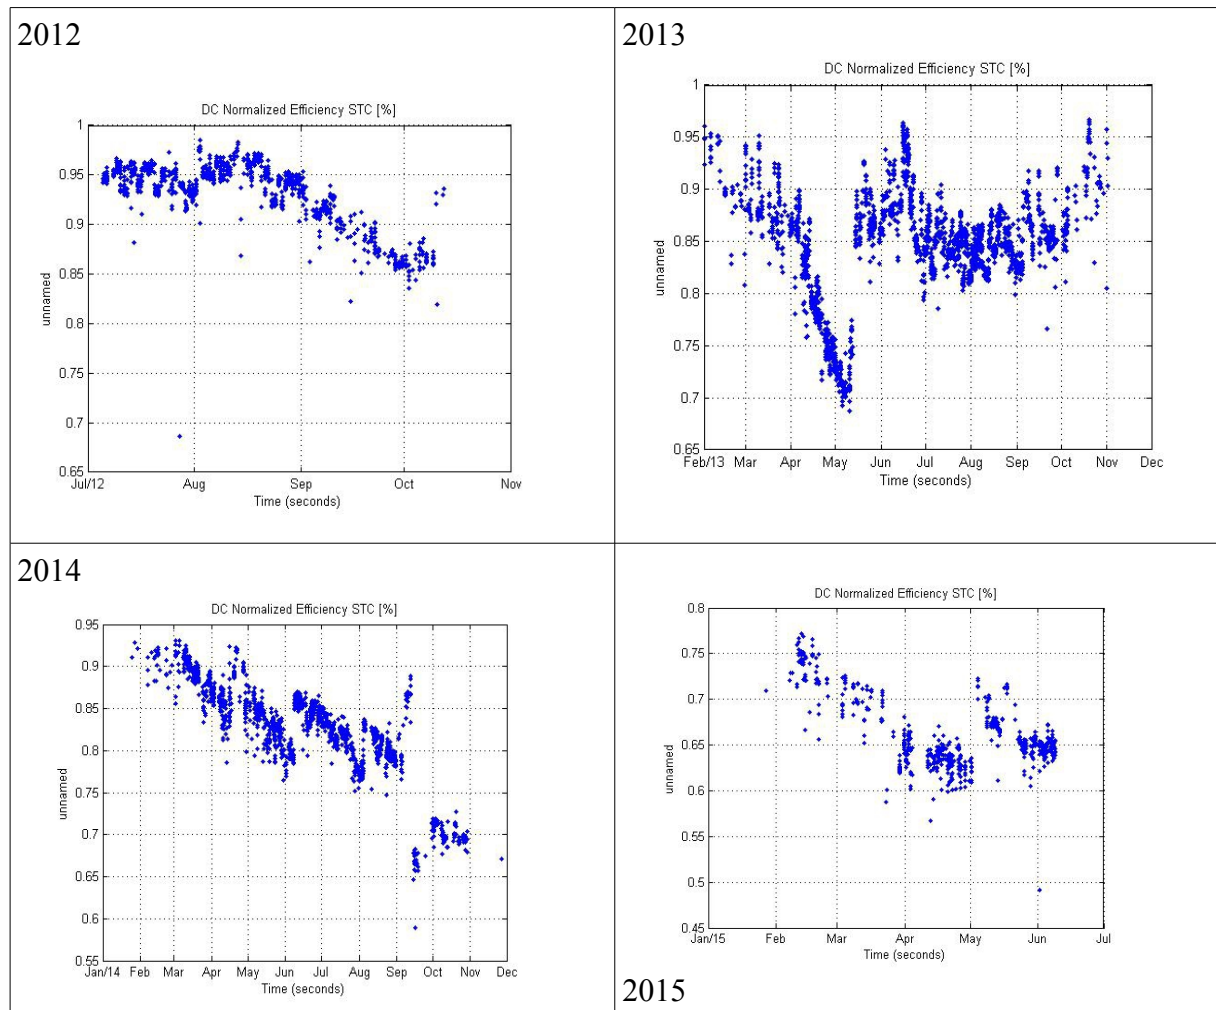 2012
DC Normalized Efficiency STC [%]
1
0.95
0.9
0.85
0.8
0.75
0.7
0.65
unnamed
Jul/12 Aug Sep Oct Nov
Time (seconds)
2013
DC Normalized Efficiency STC [%]
1
0.95
0.9
0.85
0.8
0.75
0.7
0.65
unnamed
Feb/13 Mar Apr May Jun Jul Aug Sep Oct Nov Dec
Time (seconds)
2014
DC Normalized Efficiency STC [%]
0.95
0.9
0.85
0.8
0.75
0.7
0.65
0.6
0.55
unnamed
Jan/14 Feb Mar Apr May Jun Jul Aug Sep Oct Nov Dec
Time (seconds)
DC Normalized Efficiency STC [%]
0.8
0.75
0.7
0.65
0.6
0.55
0.5
0.45
unnamed
Jan/15 Feb Mar Apr May Jun Jul
Time (seconds)
2015